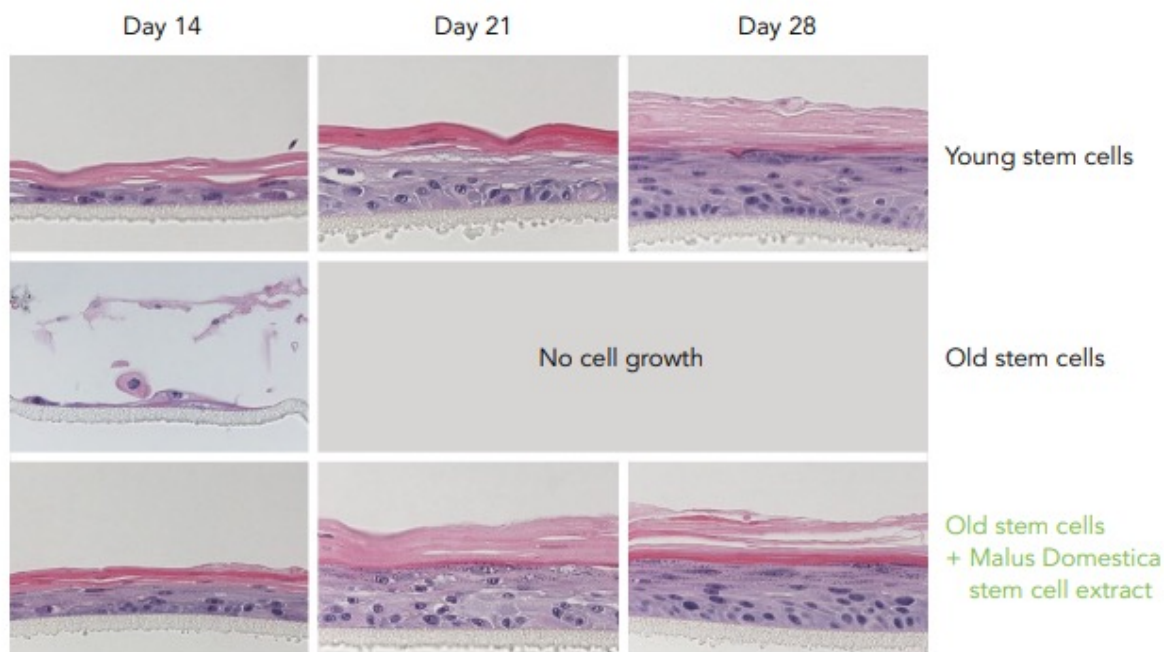 Day 14
Day 21
Day 28
Young stem cells
No cell growth
Old stem cells
Old stem cells
+ Malus Domestica
stem cell extract